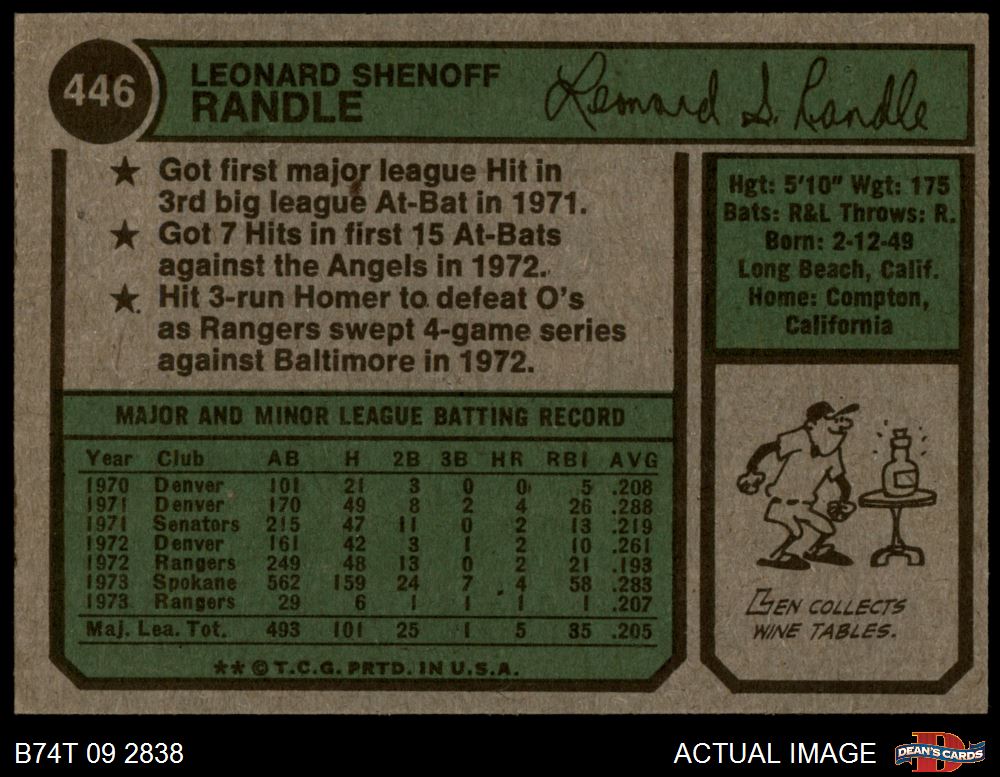 446
LEONARD SHENOFF
RANDLE
Leonard S. Randle
★ Got first major league Hit in
3rd big league At-Bat in 1971.
★ Got 7 Hits in first 15 At-Bats
against the Angels in 1972.
★ Hit 3-run Homer to defeat O's
as Rangers swept 4-game series
against Baltimore in 1972.
Hgt: 5'10" Wgt: 175
Bats: R&L Throws: R.
Born: 2-12-49
Long Beach, Calif.
Home: Compton,
California
MAJOR AND MINOR LEAGUE BATTING RECORD
Year Club AB H 2B 3B HR RBI AVG
1970 Denver 101 21 3 0 0 5 .208
1971 Denver 170 49 8 2 4 26 .288
1971 Senators 215 47 11 0 2 13 .219
1972 Denver 161 42 3 1 2 10 .261
1972 Rangers 249 48 13 0 2 21 .193
1973 Spokane 562 159 24 7 4 58 .283
1973 Rangers 29 6 1 1 1 1 .207
Maj. Lea. Tot. 493 101 25 1 5 35 .205
**©T.C.G. PRTD. IN U.S.A.
LEN COLLECTS
WINE TABLES.
B74T 09 2838
ACTUAL IMAGE
DEAN'S CARDS